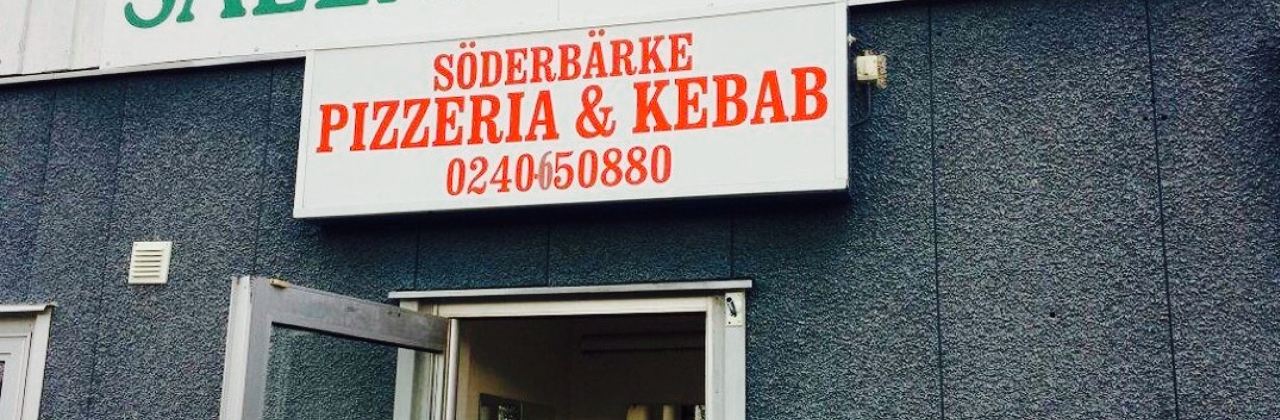 SÖDERBÄRKE
PIZZERIA & KEBAB
0240-650880